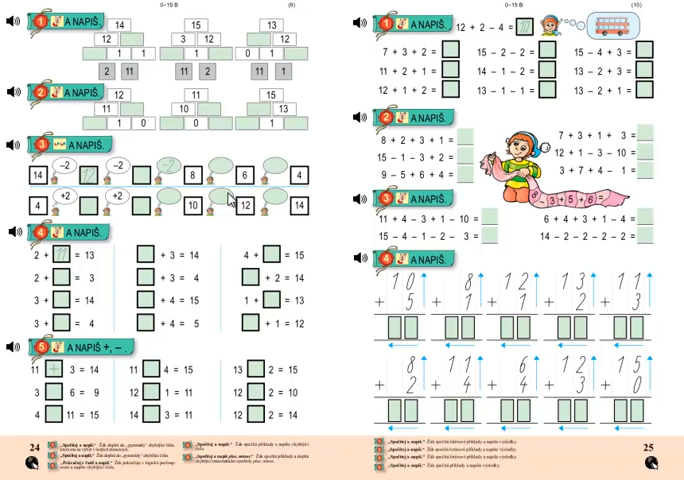 0–15 B
(9)
1 A NAPIŠ.
14
12
1 1
15
3 12
1
13
12
0 1
2 11
11 2
11 1
2 A NAPIŠ.
12
11
1 0
11
10
0
15
13
1
3 A NAPIŠ.
14 –2 12 –2 –2 8 6 4
4 +2 +2 10 12 14
4 A NAPIŠ.
2 + 11 = 13
+ 3 = 14
4 + = 15
2 + = 3
+ 3 = 4
+ 2 = 14
3 + = 14
+ 4 = 15
1 + = 13
3 + = 4
+ 4 = 5
+ 1 = 12
5 A NAPIŠ +, – .
11 + 3 = 14
11 4 = 15
13 2 = 15
3 6 = 9
12 1 = 11
12 2 = 10
4 11 = 15
14 3 = 11
12 2 = 14
24
0–15 B
(10)
1 A NAPIŠ.
12 + 2 – 4 =
7 + 3 + 2 =
15 – 2 – 2 =
15 – 4 + 3 =
11 + 2 + 1 =
14 – 1 – 2 =
13 – 2 + 3 =
12 + 1 + 2 =
13 – 1 – 1 =
13 – 2 + 1 =
2 A NAPIŠ.
8 + 2 + 3 + 1 =
15 – 1 – 3 + 2 =
9 – 5 + 6 + 4 =
7 + 3 + 1 + 3 =
12 + 1 – 3 – 10 =
3 + 7 + 4 – 1 =
8 – 3 + 5 + 6 =
3 A NAPIŠ.
11 + 4 – 3 + 1 – 10 =
6 + 4 + 3 + 1 – 4 =
15 – 4 – 1 – 2 – 3 =
14 – 2 – 2 – 2 – 2 =
4 A NAPIŠ.
10 8 12 13 11
+ 5 + 1 + 1 + 2 + 3
8 11 6 12 15
+ 2 + 4 + 4 + 3 + 0
25